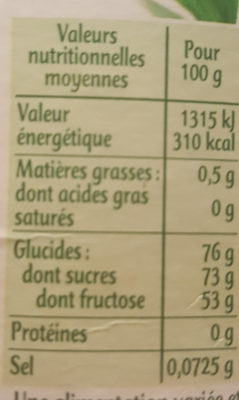 Valeurs
nutritionnelles
moyennes
Pour
100 g
Valeur
énergétique
1315 kJ
310 kcal
Matières grasses :
dont acides gras
saturés
0,5 g
0 g
Glucides :
dont sucres
dont fructose
76 g
73 g
53 g
Protéines
0 g
Sel
0,0725 g